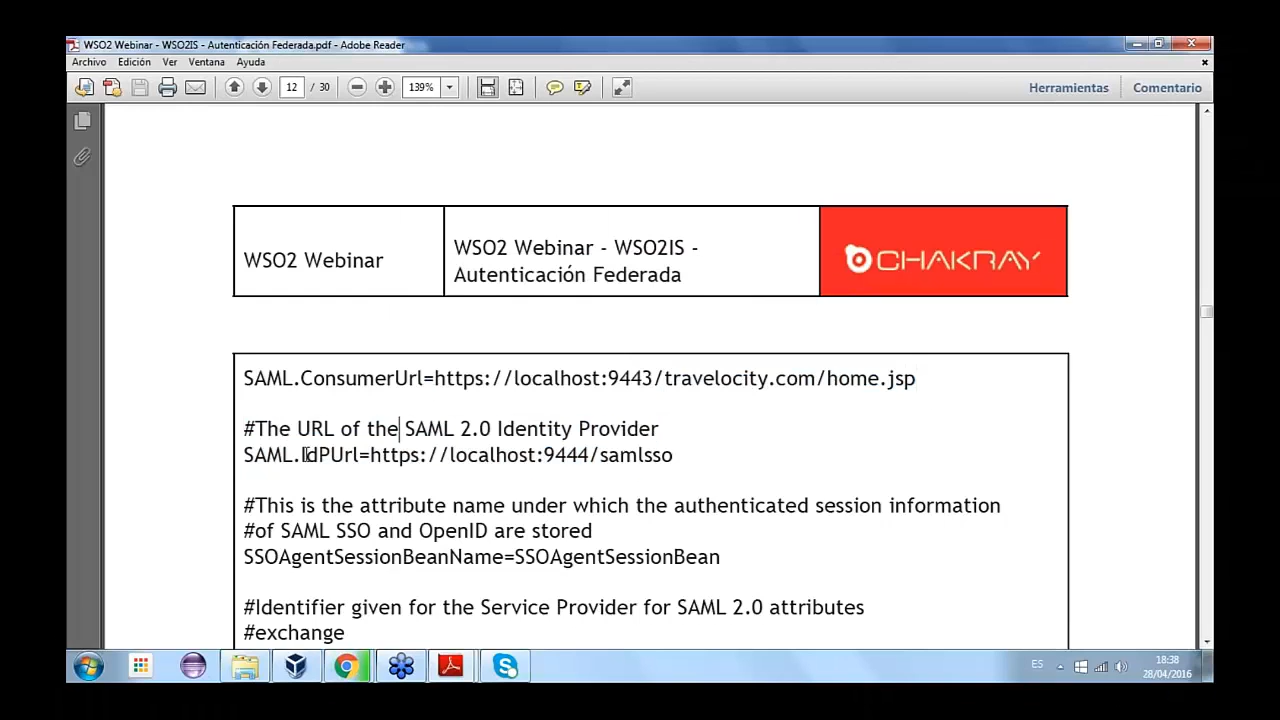 WSO2 Webinar - WSO2IS - Autenticación Federada.pdf - Adobe Reader
Archivo Edición Ver Ventana Ayuda
12 / 30 139% Herramientas Comentario
WSO2 Webinar
WSO2 Webinar - WSO2IS -
Autenticación Federada
CHAKRAY
SAML.ConsumerUrl=https://localhost:9443/travelocity.com/home.jsp
#The URL of the SAML 2.0 Identity Provider
SAML.IdPUrl=https://localhost:9444/samlsso
#This is the attribute name under which the authenticated session information
#of SAML SSO and OpenID are stored
SSOAgentSessionBeanName=SSOAgentSessionBean
#Identifier given for the Service Provider for SAML 2.0 attributes
#exchange
ES
18:38
28/04/2016